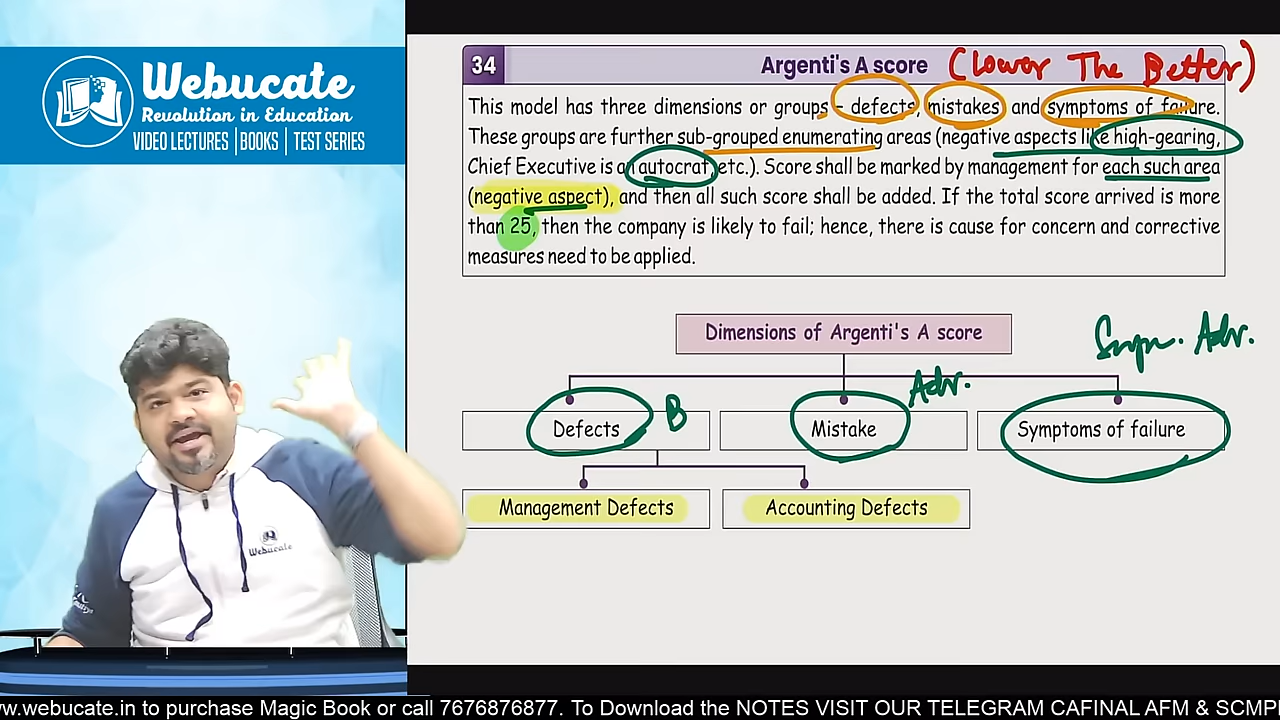 Webucate
Revolution in Education
VIDEO LECTURES | BOOKS | TEST SERIES
34
Argenti's A score (Lower The Better)
This model has three dimensions or groups - defects, mistakes and symptoms of failure.
These groups are further sub-grouped enumerating areas (negative aspects like high-gearing,
Chief Executive is an autocrat, etc.). Score shall be marked by management for each such area
(negative aspect), and then all such score shall be added. If the total score arrived is more
than 25, then the company is likely to fail; hence, there is cause for concern and corrective
measures need to be applied.
Dimensions of Argenti's A score
Adv.
Adv.
Defects
B
Mistake
Symptoms of failure
Management Defects
Accounting Defects
Webucate
w.webucate.in to purchase Magic Book or call 7676876877. To Download the NOTES VISIT OUR TELEGRAM CAFINAL AFM & SCMP